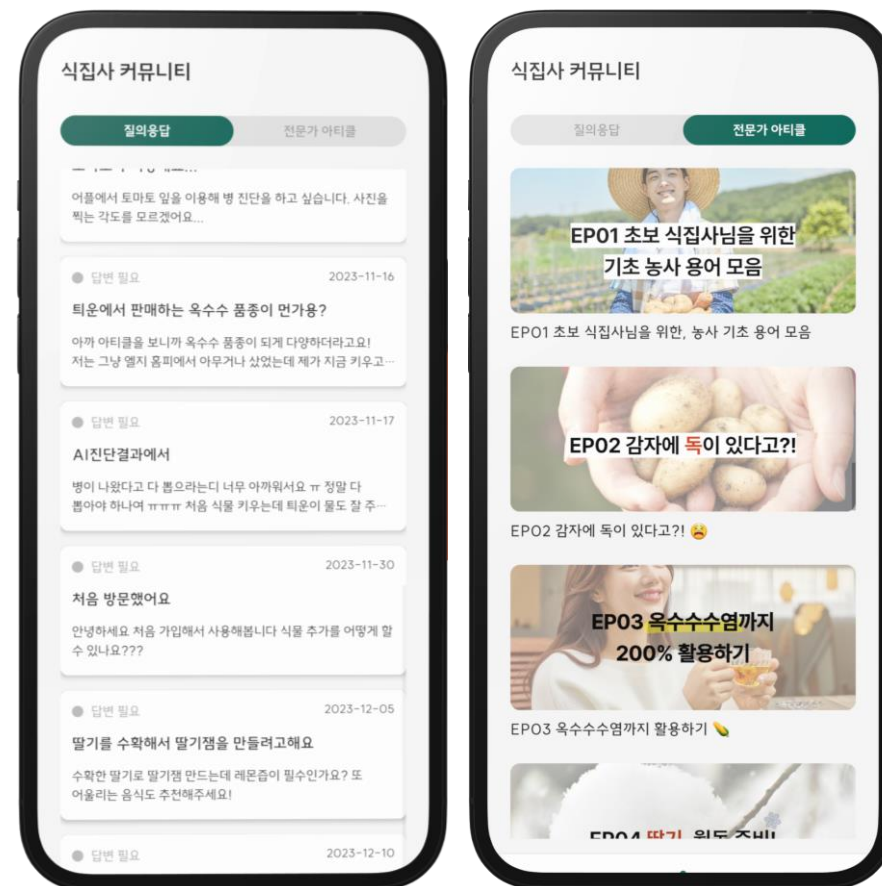 식집사 커뮤니티
질의응답
전문가 아티클
어플에서 토마토 잎을 이용해 병 진단을 하고 싶습니다. 사진을
찍는 각도를 모르겠어요...
답변 필요
2023-11-16
틔운에서 판매하는 옥수수 품종이 먼가용?
아까 아티클을 보니까 옥수수 품종이 되게 다양하더라고요!
저는 그냥 엘지 홈피에서 아무거나 샀었는데 제가 지금 키우고…
답변 필요
2023-11-17
AI진단결과에서
병이 나왔다고 다 뽑으라는디 너무 아까워서요 ㅠ 정말 다
뽑아야 하나여 ㅠㅠㅠ 처음 식물 키우는데 틔운이 물도 잘 주…
답변 필요
2023-11-30
처음 방문했어요
안녕하세요 처음 가입해서 사용해봅니다 식물 추가를 어떻게 할
수 있나요???
답변 필요
2023-12-05
딸기를 수확해서 딸기잼을 만들려고해요
수확한 딸기로 딸기잼 만드는데 레몬즙이 필수인가요? 또
어울리는 음식도 추천해주세요!
답변 필요
2023-12-10
식집사 커뮤니티
질의응답
전문가 아티클
EP01 초보 식집사님을 위한
기초 농사 용어 모음
EP01 초보 식집사님을 위한, 농사 기초 용어 모음
EP02 감자에 독이 있다고?!
EP02 감자에 독이 있다고?! 😫
EP03 옥수수수염까지
200% 활용하기
EP03 옥수수수염까지 활용하기 🌽
EP04 딸기, 월동 준비!